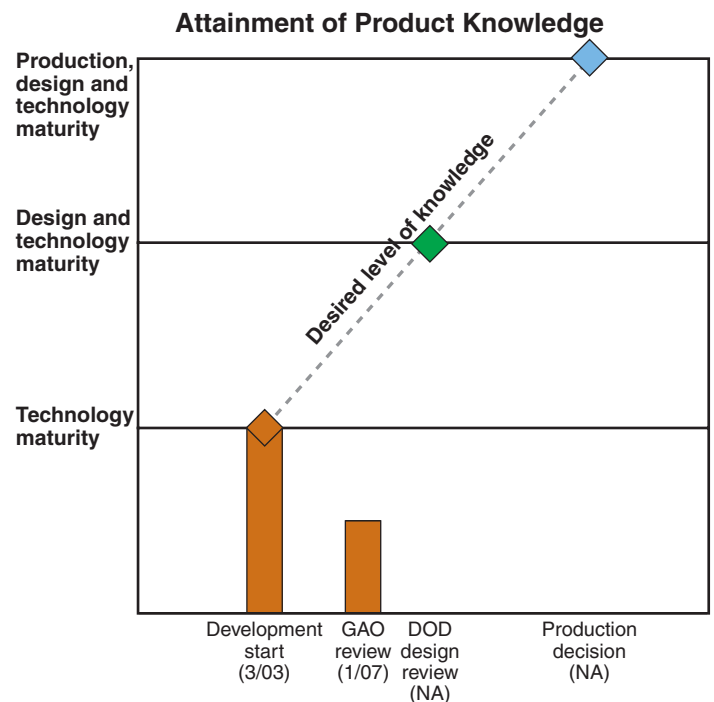 Attainment of Product Knowledge
Production,
design and
technology
maturity
Design and
technology
maturity
Desired level of knowledge
Technology
maturity
Development
start
(3/03)
GAO
review
(1/07)
DOD
design
review
(NA)
Production
decision
(NA)